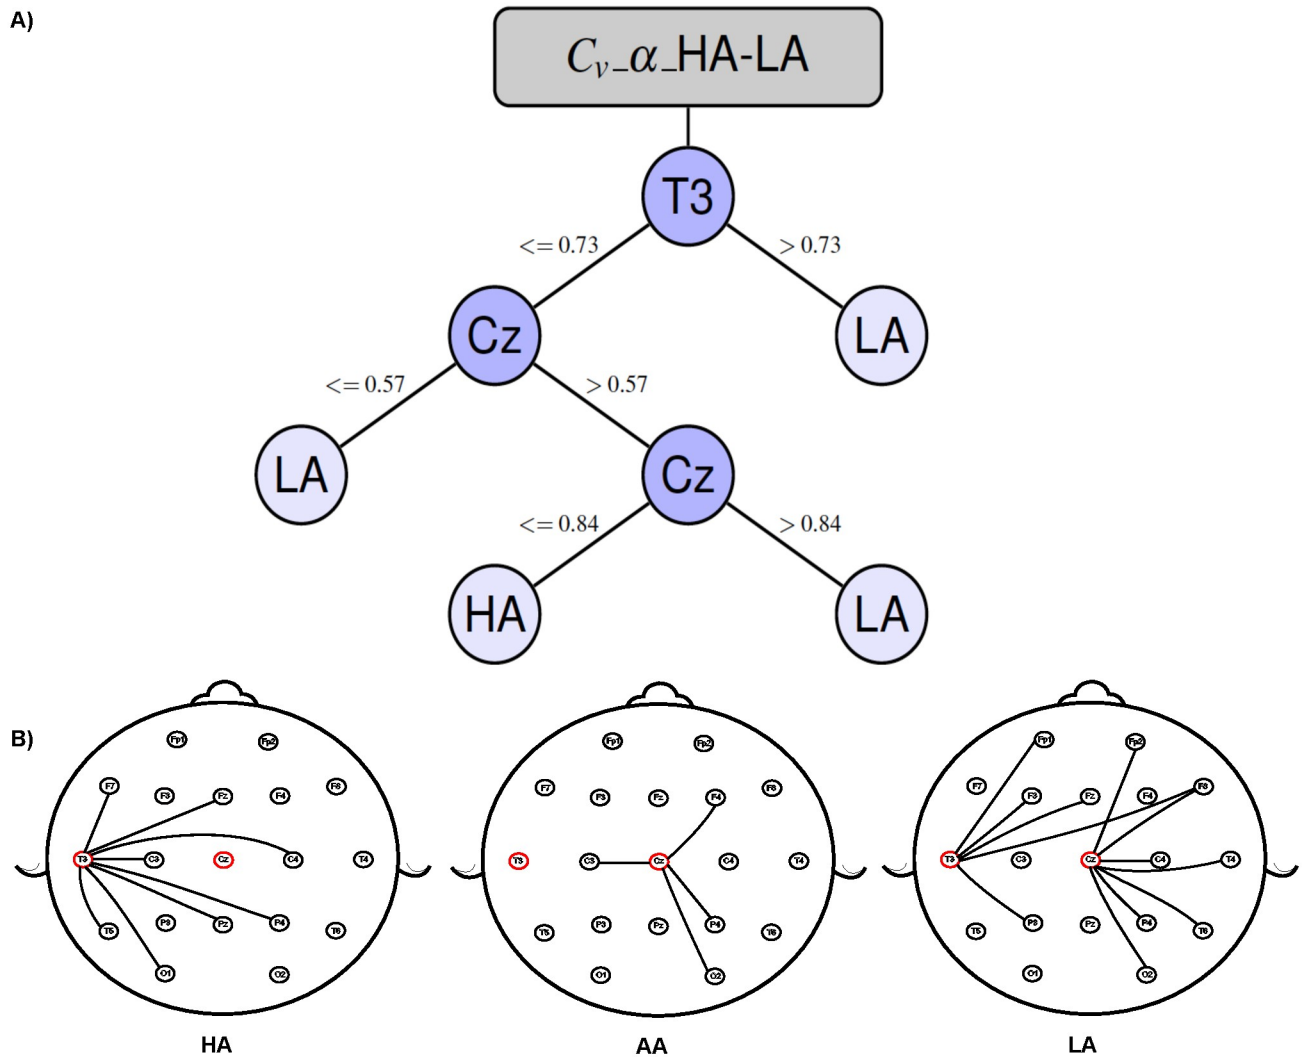 A)
C_v_α_HA-LA
T3
<= 0.73
> 0.73
Cz
LA
<= 0.57
> 0.57
LA
Cz
<= 0.84
> 0.84
HA
LA
B)
Fp1 Fp2
F7 F3 Fz F4 F8
T3 C3 Cz C4 T4
T5 P3 Pz P4 T6
O1 O2
HA
Fp1 Fp2
F7 F3 Fz F4 F8
T3 C3 Cz C4 T4
T5 P3 Pz P4 T6
O1 O2
AA
Fp1 Fp2
F7 F3 Fz F4 F8
T3 C3 Cz C4 T4
T5 P3 Pz P4 T6
O1 O2
LA